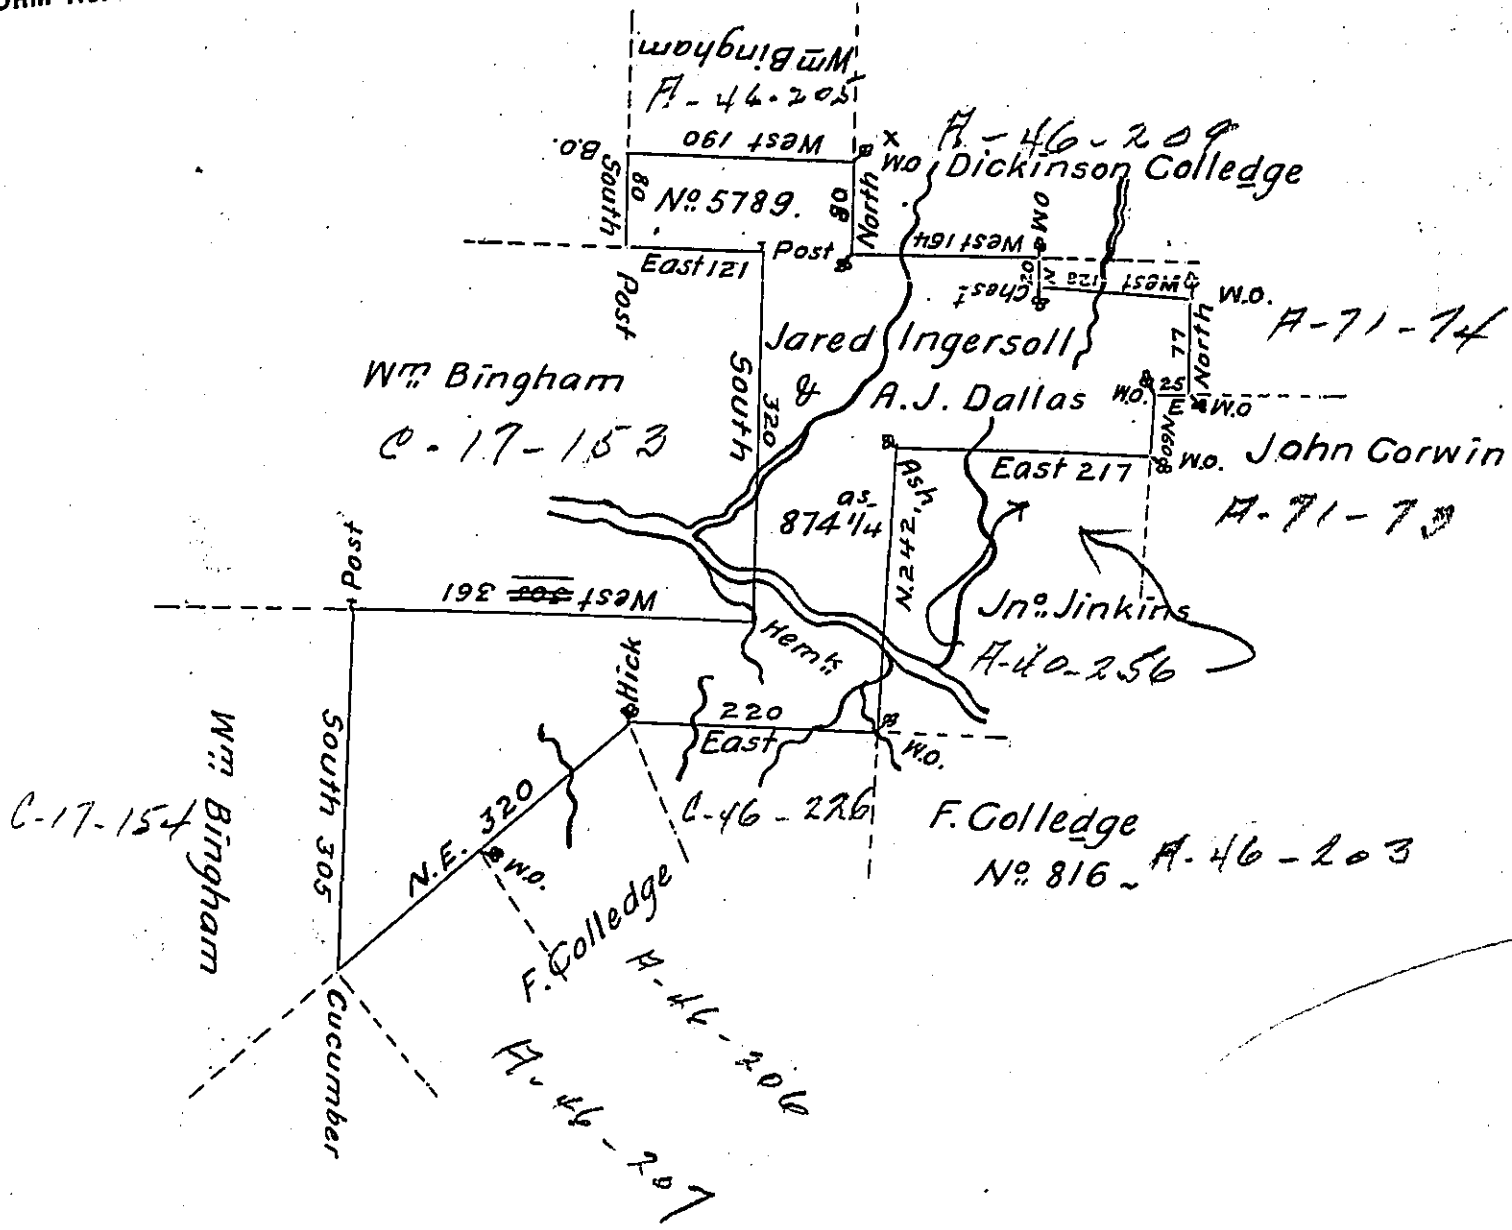 Wm Bingham
A-46-205
West 190
B.O.
South
80
No 5789.
80
North
X
W.O
A-46-209
Dickinson Colledge
East 121
Post
Post
West 164
W.O
N 20
Chest
West 128
W.O.
A-71-74
Jared Ingersoll
&
A.J. Dallas
Wm Bingham
C-17-153
South 320
77
North
W.O.
25
E
W.O
N60
W.O.
John Corwin
A-71-73
East 217
Ash
as.
874 1/4
N.242,
Post
West 303 361
Hemk
Jno. Jinkins
A-40-256
Hick
220
East
W.O.
South 305
Wm Bingham
C-17-154
N.E. 320
W.O.
C-46-226
F. Colledge
No 816 ~
A-46-203
F. Colledge
A-46-206
A-46-207
Cucumber